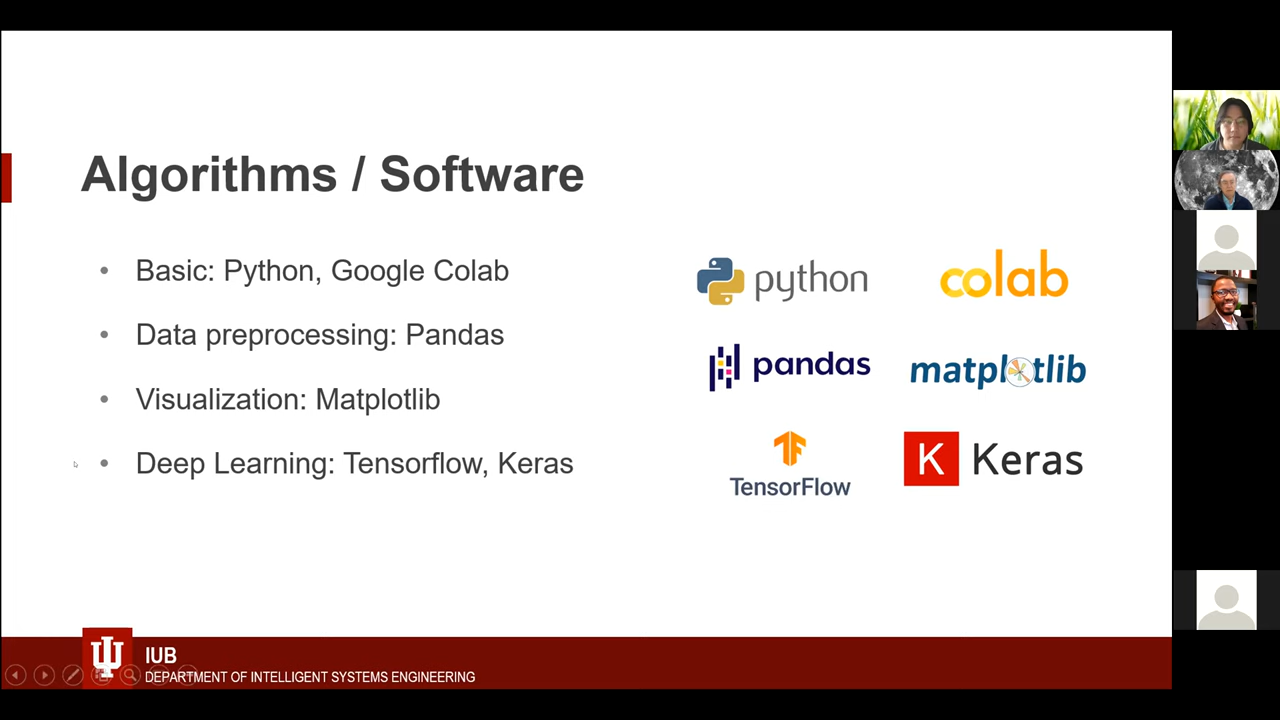 Algorithms / Software
• Basic: Python, Google Colab
• Data preprocessing: Pandas
• Visualization: Matplotlib
• Deep Learning: Tensorflow, Keras
python
colab
pandas
matplotlib
TensorFlow
K Keras
IUB
DEPARTMENT OF INTELLIGENT SYSTEMS ENGINEERING